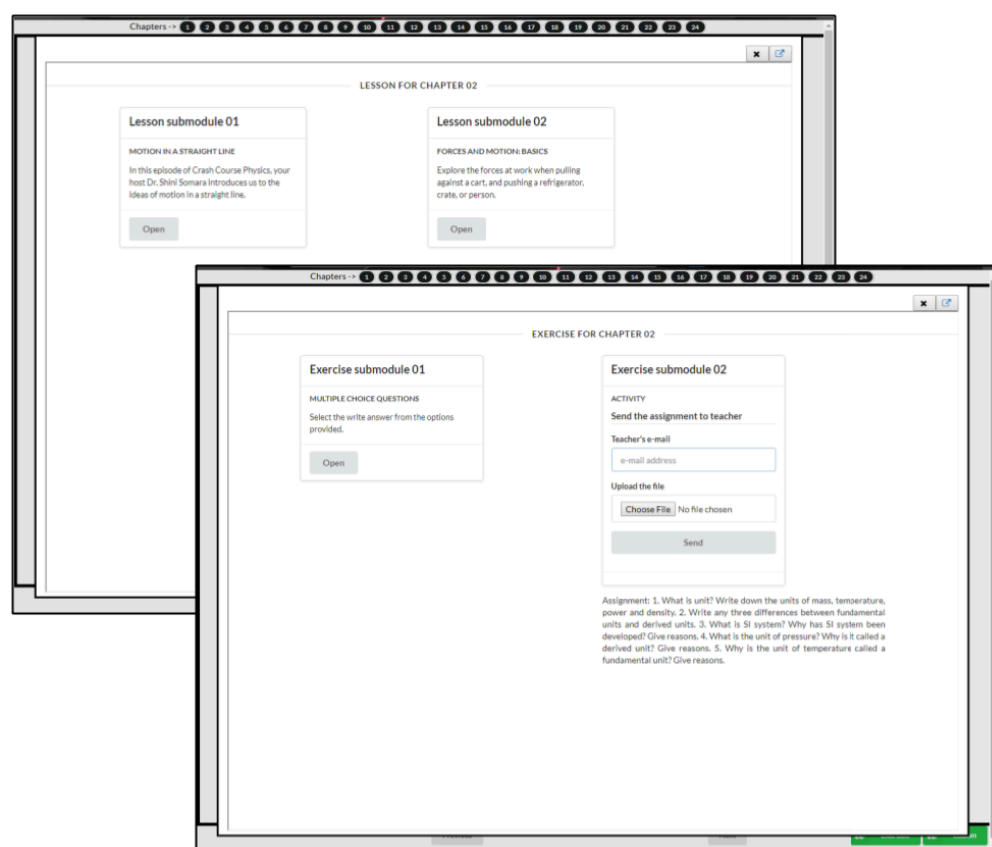 Chapters -> 1 2 3 4 5 6 7 8 9 10 11 12 13 14 15 16 17 18 19 20 21 22 23 24
LESSON FOR CHAPTER 02
Lesson submodule 01
MOTION IN A STRAIGHT LINE
In this episode of Crash Course Physics, your
host Dr. Shini Somara introduces us to the
ideas of motion in a straight line.
Open
Lesson submodule 02
FORCES AND MOTION: BASICS
Explore the forces at work when pulling
against a cart, and pushing a refrigerator,
crate, or person.
Open
Chapters -> 1 2 3 4 5 6 7 8 9 10 11 12 13 14 15 16 17 18 19 20 21 22 23 24
EXERCISE FOR CHAPTER 02
Exercise submodule 01
MULTIPLE CHOICE QUESTIONS
Select the write answer from the options
provided.
Open
Exercise submodule 02
ACTIVITY
Send the assignment to teacher
Teacher's e-mail
e-mail address
Upload the file
Choose File No file chosen
Send
Assignment: 1. What is unit? Write down the units of mass, temperature,
power and density. 2. Write any three differences between fundamental
units and derived units. 3. What is SI system? Why has SI system been
developed? Give reasons. 4. What is the unit of pressure? Why is it called a
derived unit? Give reasons. 5. Why is the unit of temperature called a
fundamental unit? Give reasons.